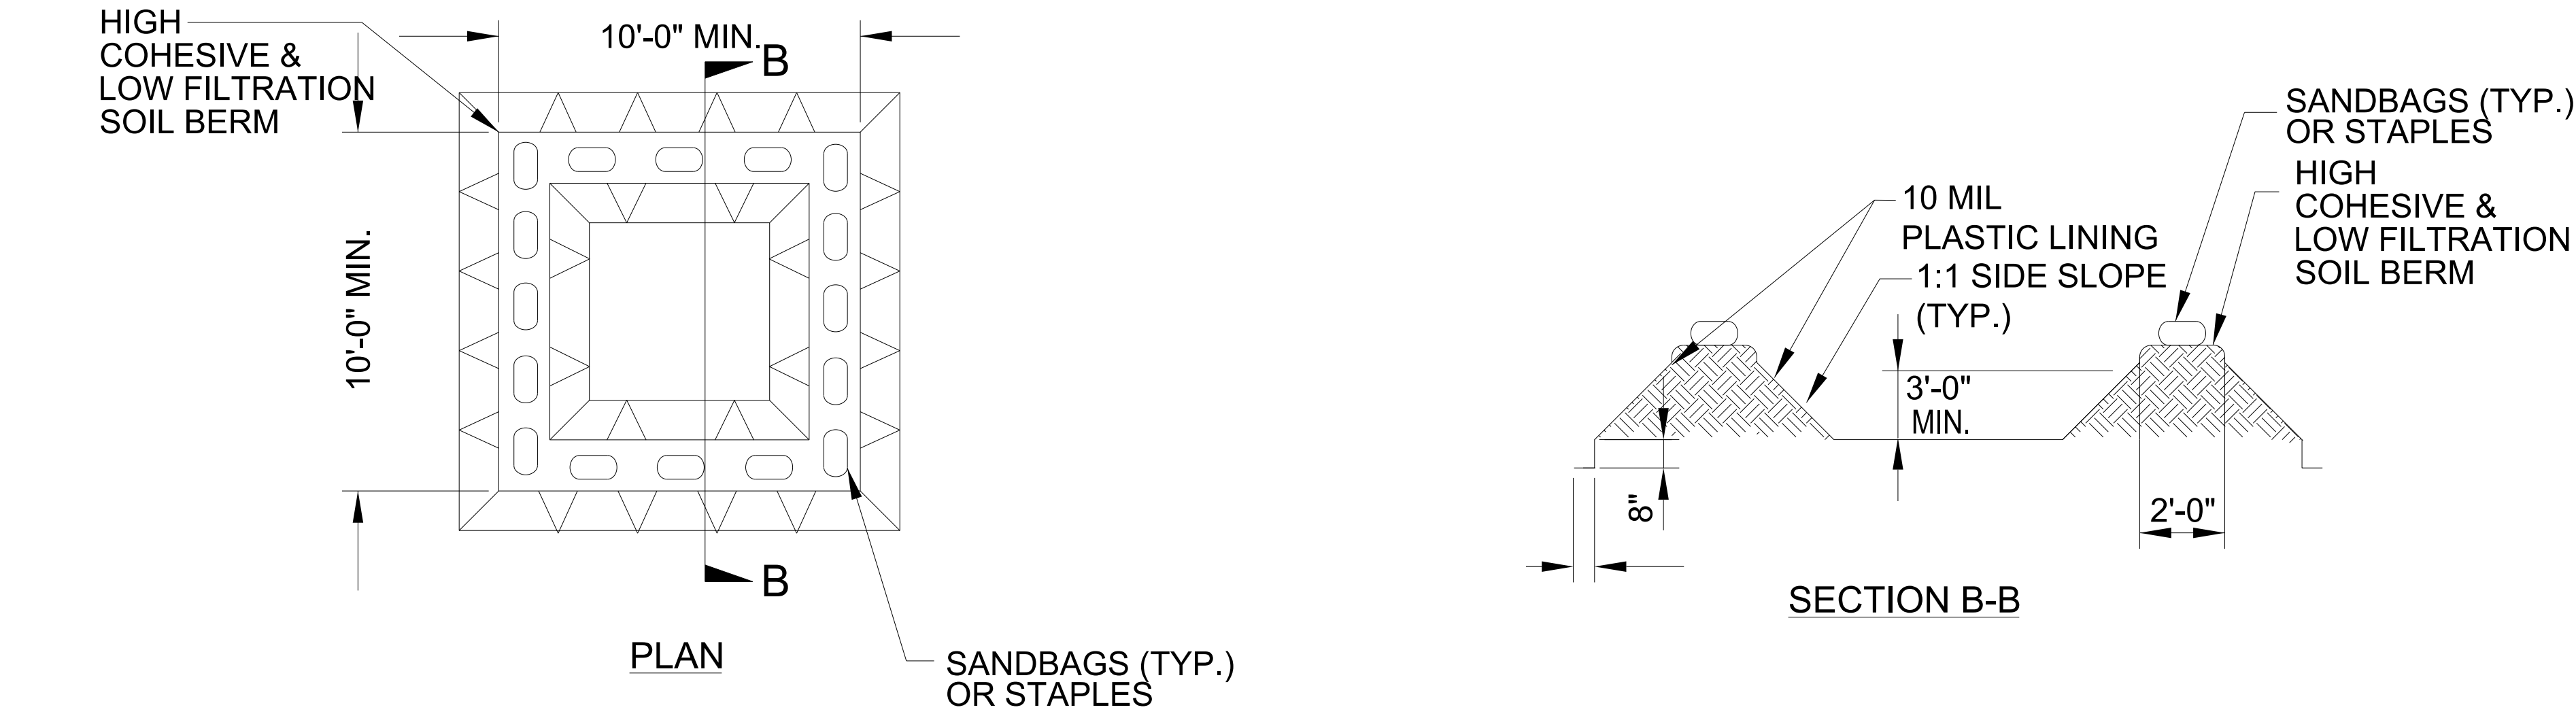 HIGH
COHESIVE &
LOW FILTRATION
SOIL BERM
10'-0" MIN.
B
10'-0" MIN.
B
PLAN
SANDBAGS (TYP.)
OR STAPLES
SANDBAGS (TYP.)
OR STAPLES
HIGH
COHESIVE &
LOW FILTRATION
SOIL BERM
10 MIL
PLASTIC LINING
1:1 SIDE SLOPE
(TYP.)
3'-0"
MIN.
8"
2'-0"
SECTION B-B